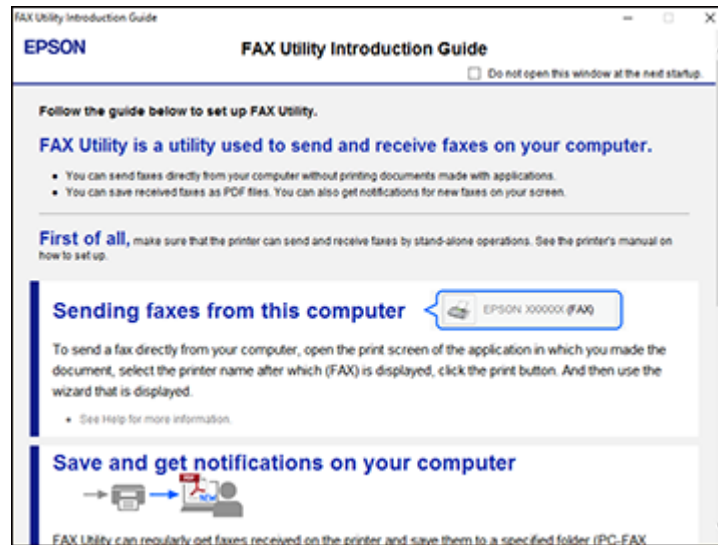 FAX Utility Introduction Guide
EPSON
FAX Utility Introduction Guide
Do not open this window at the next startup.
Follow the guide below to set up FAX Utility.
FAX Utility is a utility used to send and receive faxes on your computer.
• You can send faxes directly from your computer without printing documents made with applications.
• You can save received faxes as PDF files. You can also get notifications for new faxes on your screen.
First of all, make sure that the printer can send and receive faxes by stand-alone operations. See the printer's manual on
how to set up.
Sending faxes from this computer
EPSON XXXXXX (FAX)
To send a fax directly from your computer, open the print screen of the application in which you made the
document, select the printer name after which (FAX) is displayed, click the print button. And then use the
wizard that is displayed.
• See Help for more information.
Save and get notifications on your computer
PDF
NEW
FAX Utility can regularly get faxes received on the printer and save them to a specified folder (PC-FAX